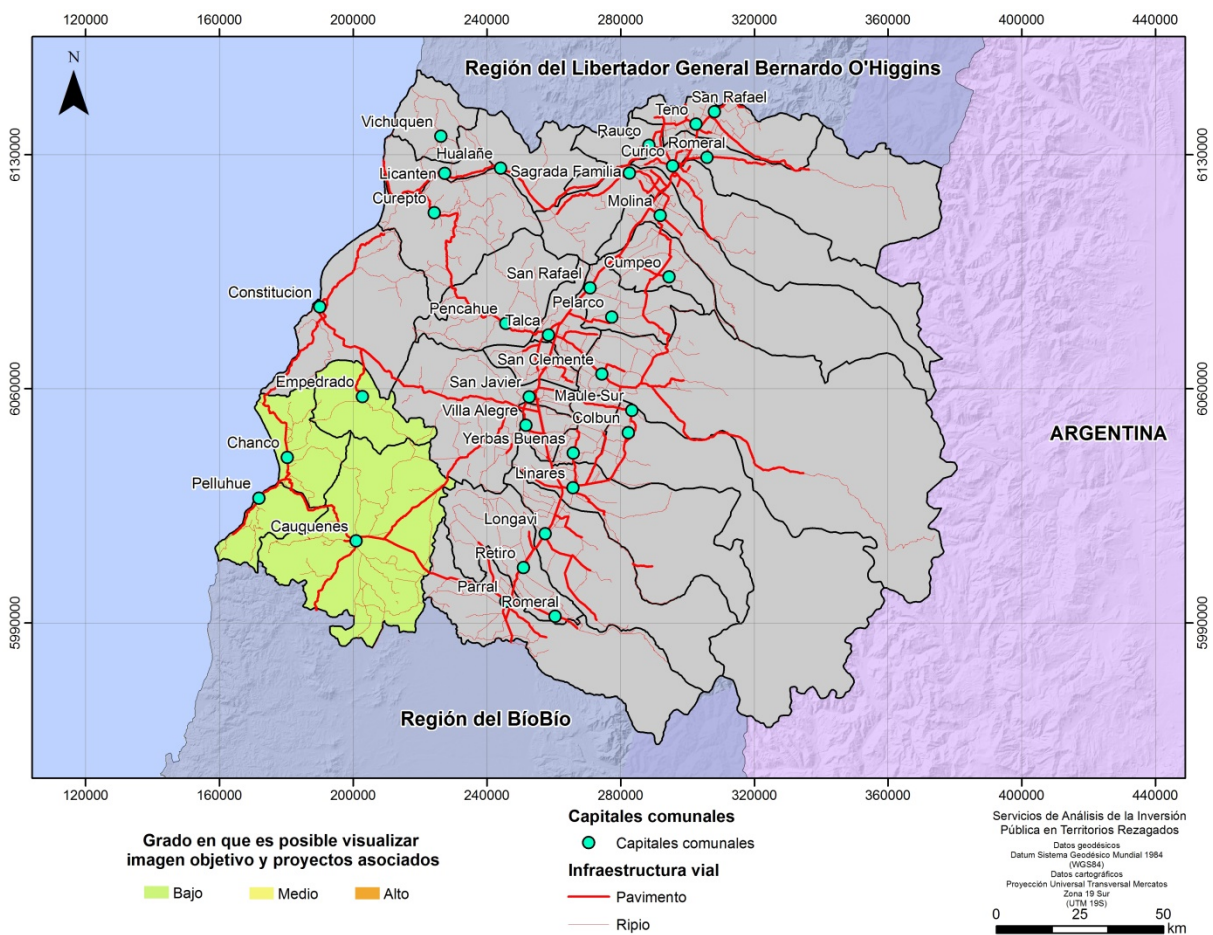 120000 160000 200000 240000 280000 320000 360000 400000 440000
N
Región del Libertador General Bernardo O'Higgins
San Rafael
Teno
Vichuquen
Rauco
Romeral
Curico
6130000
6130000
Hualañe
Licanten
Sagrada Familia
Curepto
Molina
Cumpeo
San Rafael
Constitucion
Pelarco
Pencahue
Talca
San Clemente
6060000
6060000
Empedrado
San Javier
Maule Sur
Villa Alegre
Colbun
Chanco
Yerbas Buenas
ARGENTINA
Linares
Pelluhue
Longavi
Cauquenes
Retiro
Parral
Romeral
5990000
5990000
Región del BíoBío
120000 160000 200000 240000 280000 320000 360000 400000 440000
Grado en que es posible visualizar
imagen objetivo y proyectos asociados
Bajo Medio Alto
Capitales comunales
Capitales comunales
Infraestructura vial
Pavimento
Ripio
Servicios de Análisis de la Inversión
Pública en Territorios Rezagados
Datos geodésicos
Datum Sistema Geodésico Mundial 1984
(WGS84)
Datos cartográficos
Proyección Universal Transversal Mercatos
Zona 19 Sur
(UTM 19S)
0 25 50
km